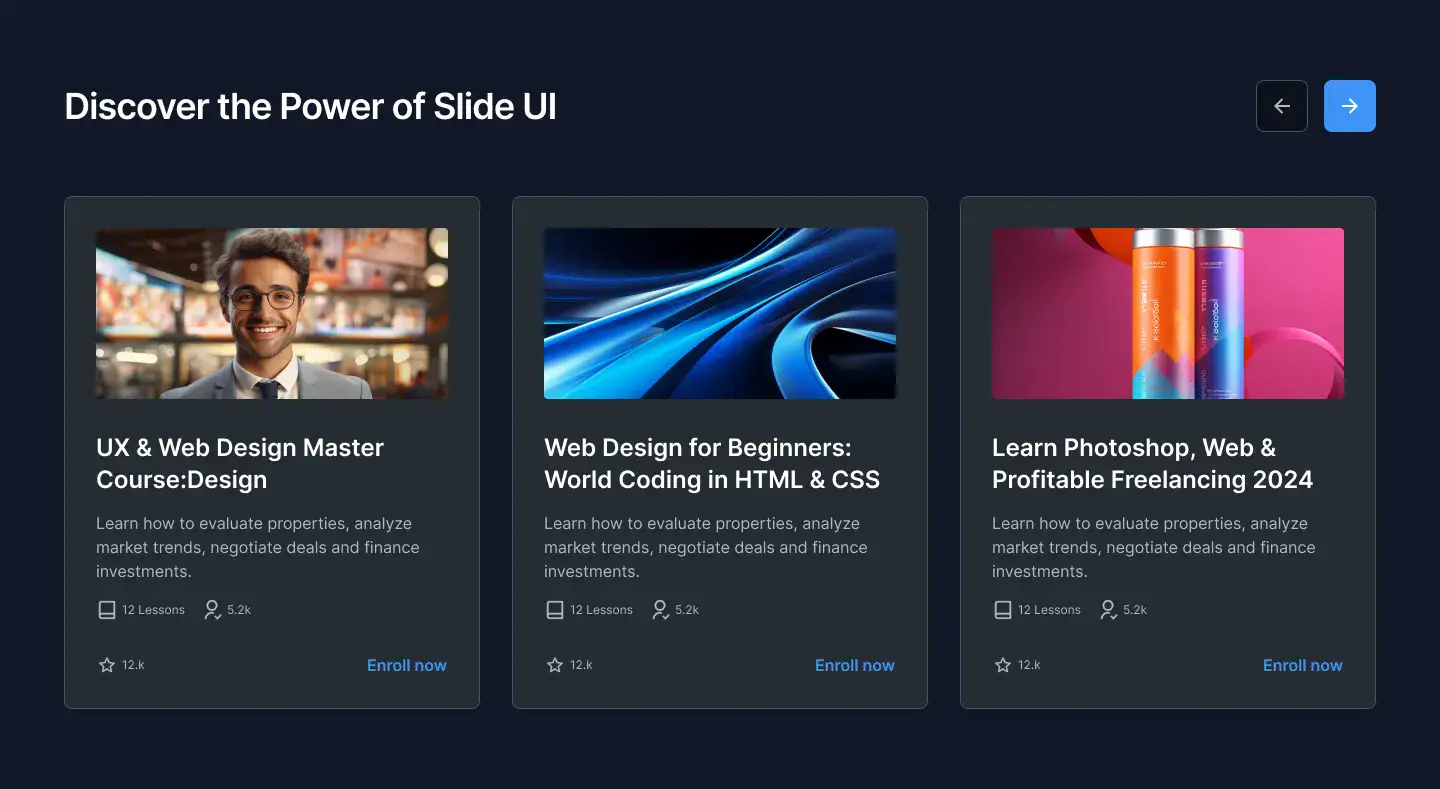 Discover the Power of Slide UI
UX & Web Design Master
Course:Design
Learn how to evaluate properties, analyze
market trends, negotiate deals and finance
investments.
12 Lessons 5.2k
12.k Enroll now
Web Design for Beginners:
World Coding in HTML & CSS
Learn how to evaluate properties, analyze
market trends, negotiate deals and finance
investments.
12 Lessons 5.2k
12.k Enroll now
Learn Photoshop, Web &
Profitable Freelancing 2024
Learn how to evaluate properties, analyze
market trends, negotiate deals and finance
investments.
12 Lessons 5.2k
12.k Enroll now